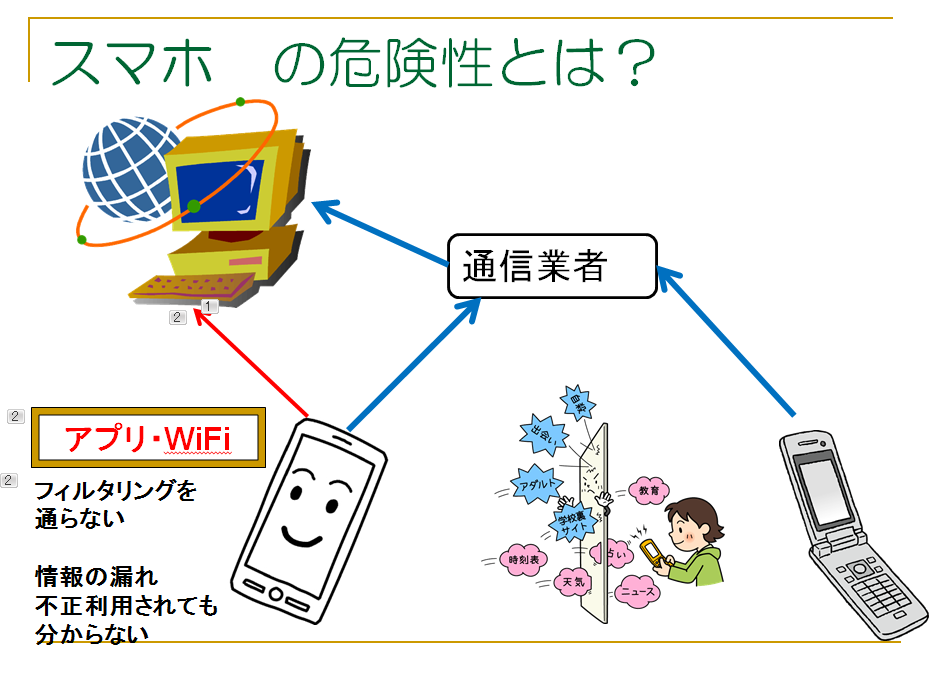 スマホ　の危険性とは？
通信業者
1
2
2
アプリ・WiFi
2
フィルタリングを
通らない
情報の漏れ
不正利用されても
分からない
自殺
出会い
アダルト
学校裏
サイト
教育
時刻表
占い
天気
ニュース